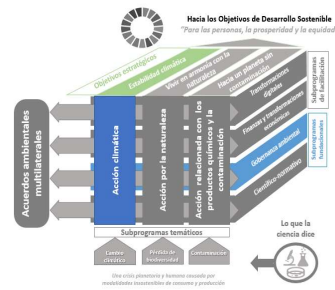 Hacia los Objetivos de Desarrollo Sostenible
"Para las personas, la prosperidad y la equidad
Objetivos estratégicos
Estabilidad climática
Vivir en armonía con la
naturaleza
Hacia un planeta sin
contaminación
Transformaciones
digitales
Finanzas y transformaciones
económicas
Gobernanza ambiental
Científico-normativo
Subprogramas
de facilitación
Subprogramas
fundamentales
Acuerdos ambientales
multilaterales
Acción climática
Acción por la naturaleza
Acción relacionada con los
productos químicos y la
contaminación
Subprogramas temáticos
Cambio
climático
Pérdida de
biodiversidad
Contaminación
Lo que la
ciencia dice
Una crisis planetaria y humana causada por
modalidades insostenibles de consumo y producción